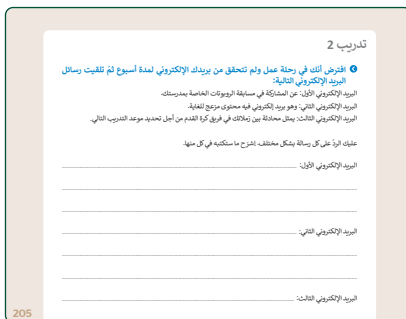 تدريب 2
افترض أنك في رحلة عمل ولم تتحقق من بريدك الإلكتروني لمدة أسبوع ثمّ تلقيت رسائل
البريد الإلكتروني التالية:
البريد الإلكتروني الأول: عن المشاركة في مسابقة الروبوتات الخاصة بمدرستك.
البريد الإلكتروني الثاني: وهو بريد إلكتروني فيه محتوى مزعج للغاية.
البريد الإلكتروني الثالث: يمثل محادثة بين زملائك في فريق كرة القدم من أجل تحديد موعد التدريب التالي.
عليك الردّ على كل رسالة بشكل مختلف. اشرح ما ستكتبه في كل منها.
البريد الإلكتروني الأول:
البريد الإلكتروني الثاني:
البريد الإلكتروني الثالث:
205